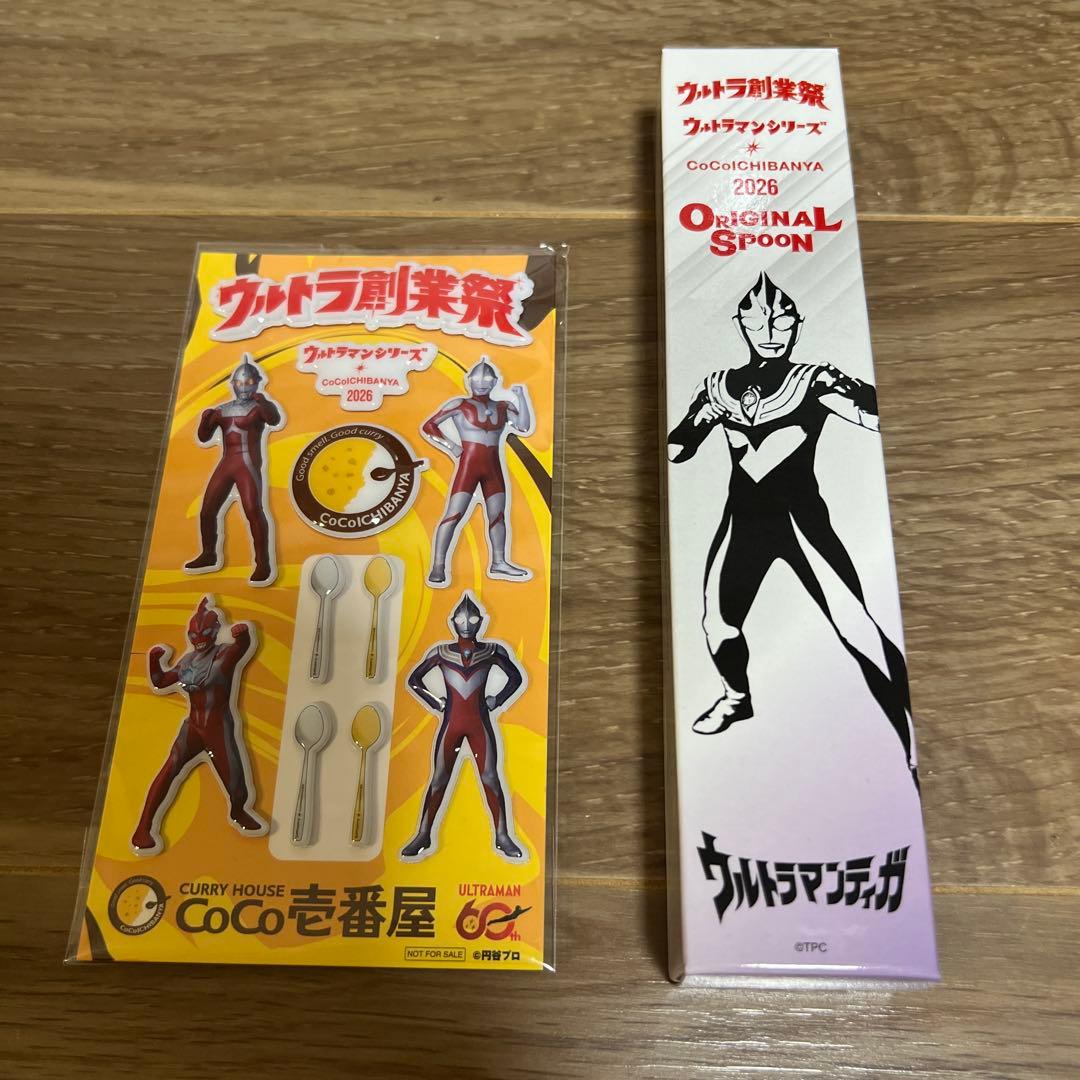 ウルトラ創業祭
ウルトラマンシリーズ
CoCoICHIBANYA
2026
Good smell. Good curry
CoCoICHIBANYA
CoCoICHIBANYA
CURRY HOUSE
CoCo壱番屋
ULTRAMAN
60th
NOT FOR SALE
©円谷プロ
ウルトラ創業祭
ウルトラマンシリーズ
CoCoICHIBANYA
2026
ORIGINAL
SPOON
ウルトラマンティガ
©TPC